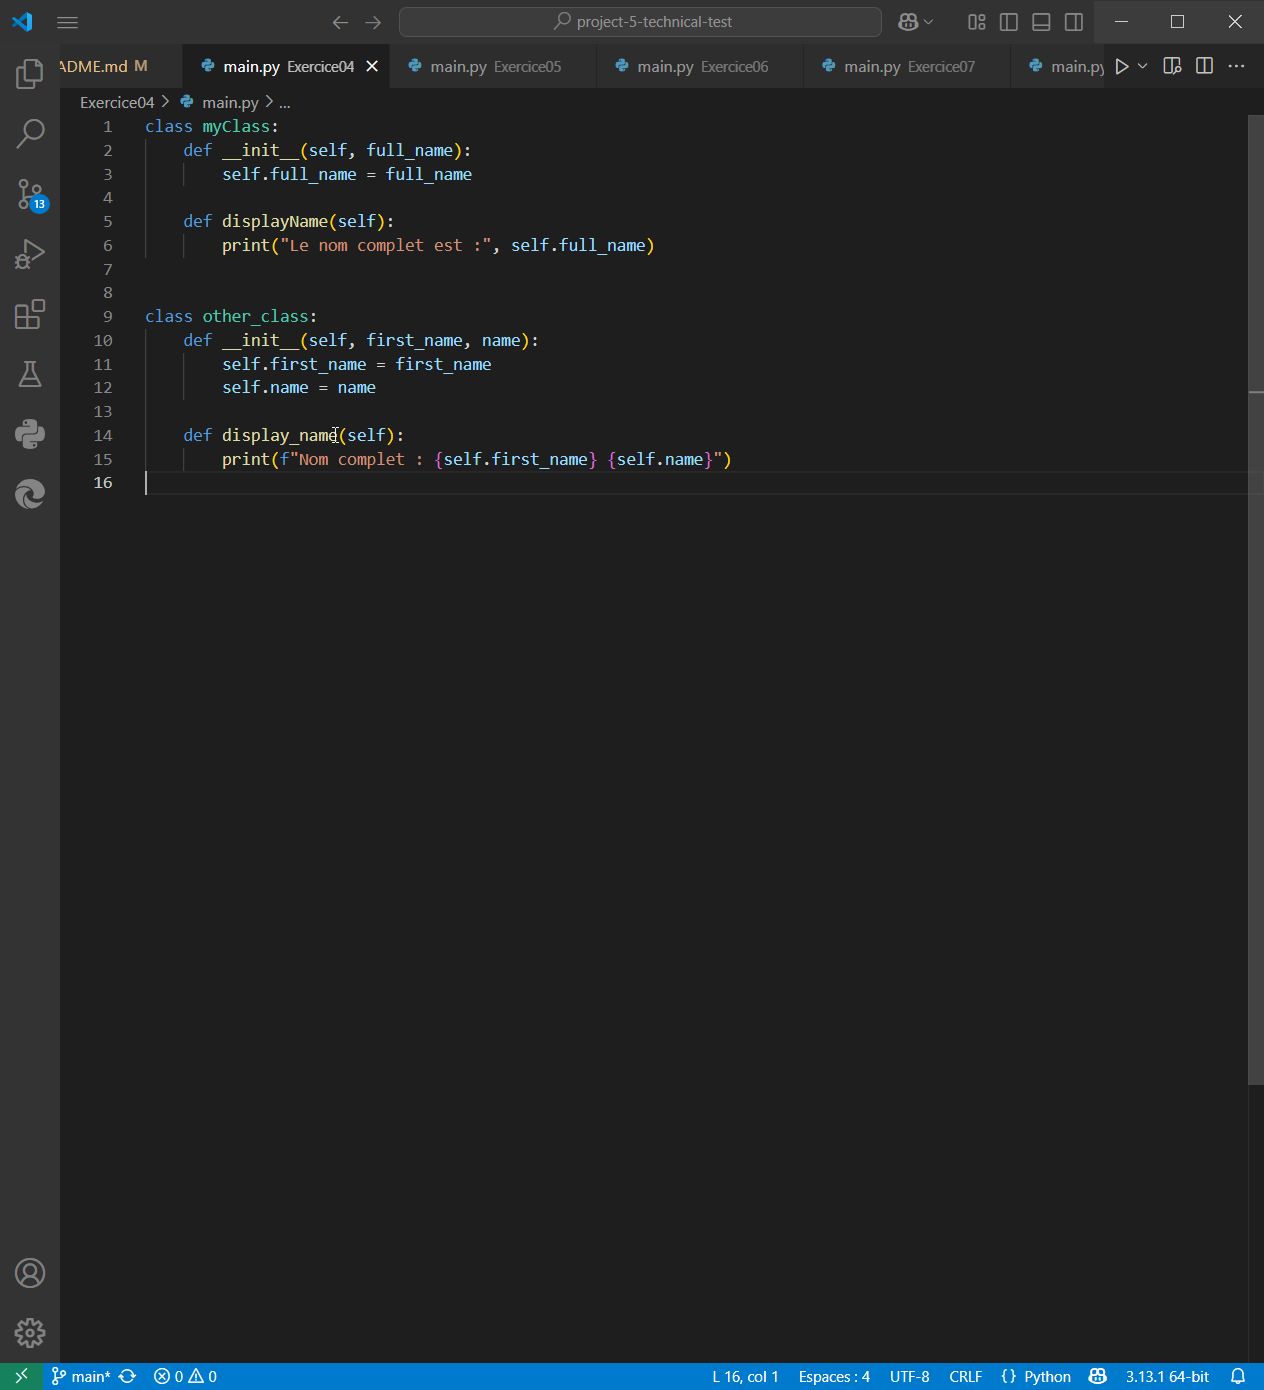 project-5-technical-test
ADME.md M
main.py Exercice04
main.py Exercice05
main.py Exercice06
main.py Exercice07
main.py
Exercice04 > main.py > ...
1 class myClass:
2 def __init__(self, full_name):
3 self.full_name = full_name
4
5 def displayName(self):
6 print("Le nom complet est :", self.full_name)
7
8
9 class other_class:
10 def __init__(self, first_name, name):
11 self.first_name = first_name
12 self.name = name
13
14 def display_name(self):
15 print(f"Nom complet : {self.first_name} {self.name}")
16
13
main* 0 0 L 16, col 1 Espaces : 4 UTF-8 CRLF {} Python 3.13.1 64-bit